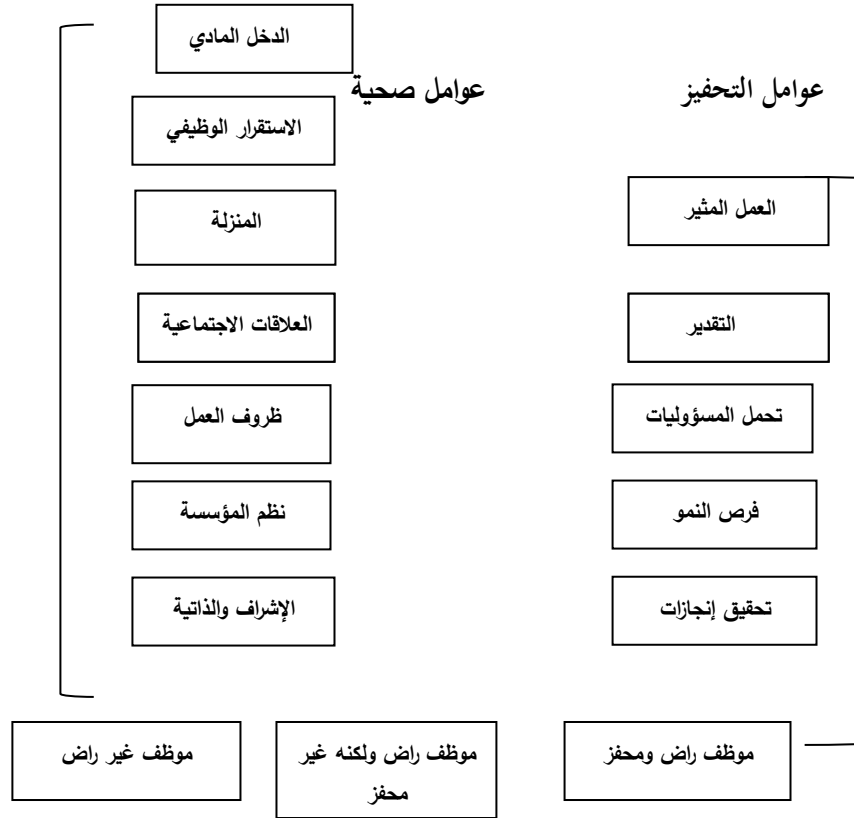 الدخل المادي
عوامل التحفيز
عوامل صحية
الاستقرار الوظيفي
العمل المثير
المنزلة
التقدير
العلاقات الاجتماعية
تحمل المسؤوليات
ظروف العمل
فرص النمو
نظم المؤسسة
تحقيق إنجازات
الإشراف والذاتية
موظف راض ومحفز
موظف راض ولكنه غير
محفز
موظف غير راض